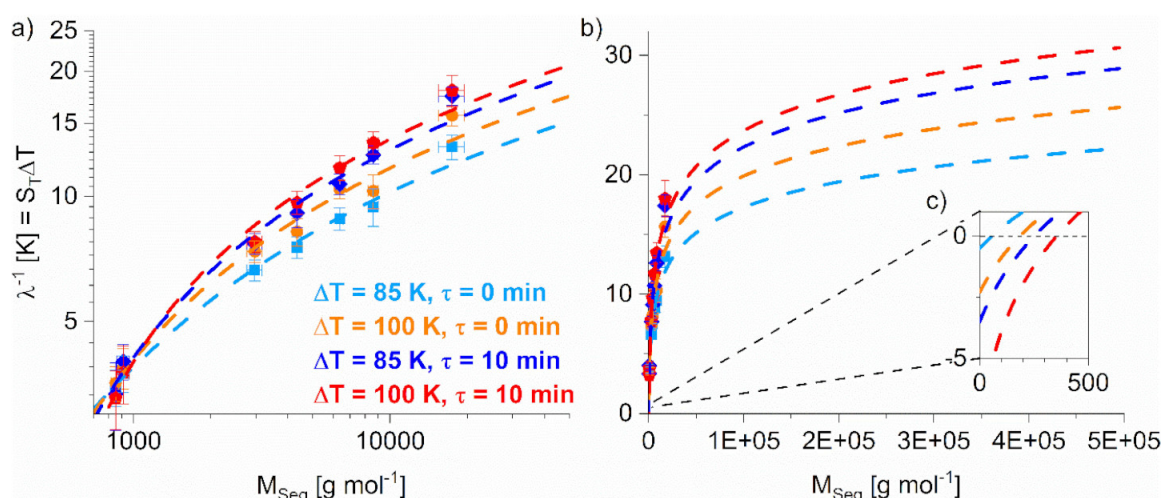 a)
25
20
15
10
5
λ⁻¹ [K] = S_TΔT
ΔT = 85 K, τ = 0 min
ΔT = 100 K, τ = 0 min
ΔT = 85 K, τ = 10 min
ΔT = 100 K, τ = 10 min
1000
10000
M_Seg [g mol⁻¹]
b)
30
20
10
0
c)
0
-5
0
500
0
1E+05
2E+05
3E+05
4E+05
5E+05
M_Seg [g mol⁻¹]